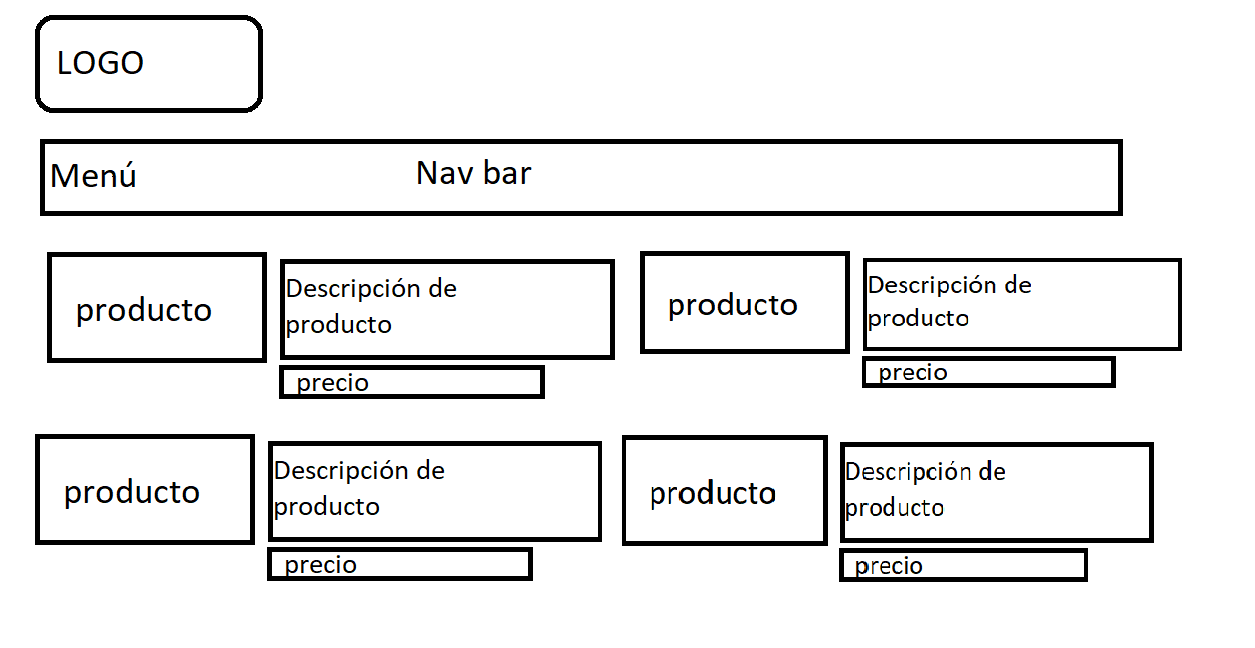 LOGO
Menú
Nav bar
producto
Descripción de
producto
precio
producto
Descripción de
producto
precio
producto
Descripción de
producto
precio
producto
Descripción de
producto
precio